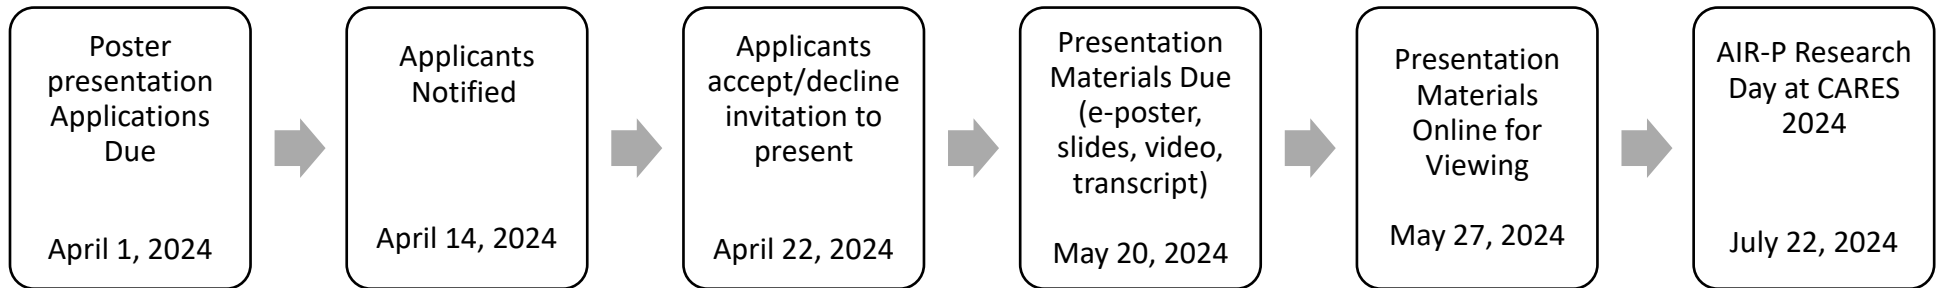 Poster
presentation
Applications
Due
April 1, 2024
Applicants
Notified
April 14, 2024
Applicants
accept/decline
invitation to
present
April 22, 2024
Presentation
Materials Due
(e-poster,
slides, video,
transcript)
May 20, 2024
Presentation
Materials
Online for
Viewing
May 27, 2024
AIR-P Research
Day at CARES
2024
July 22, 2024